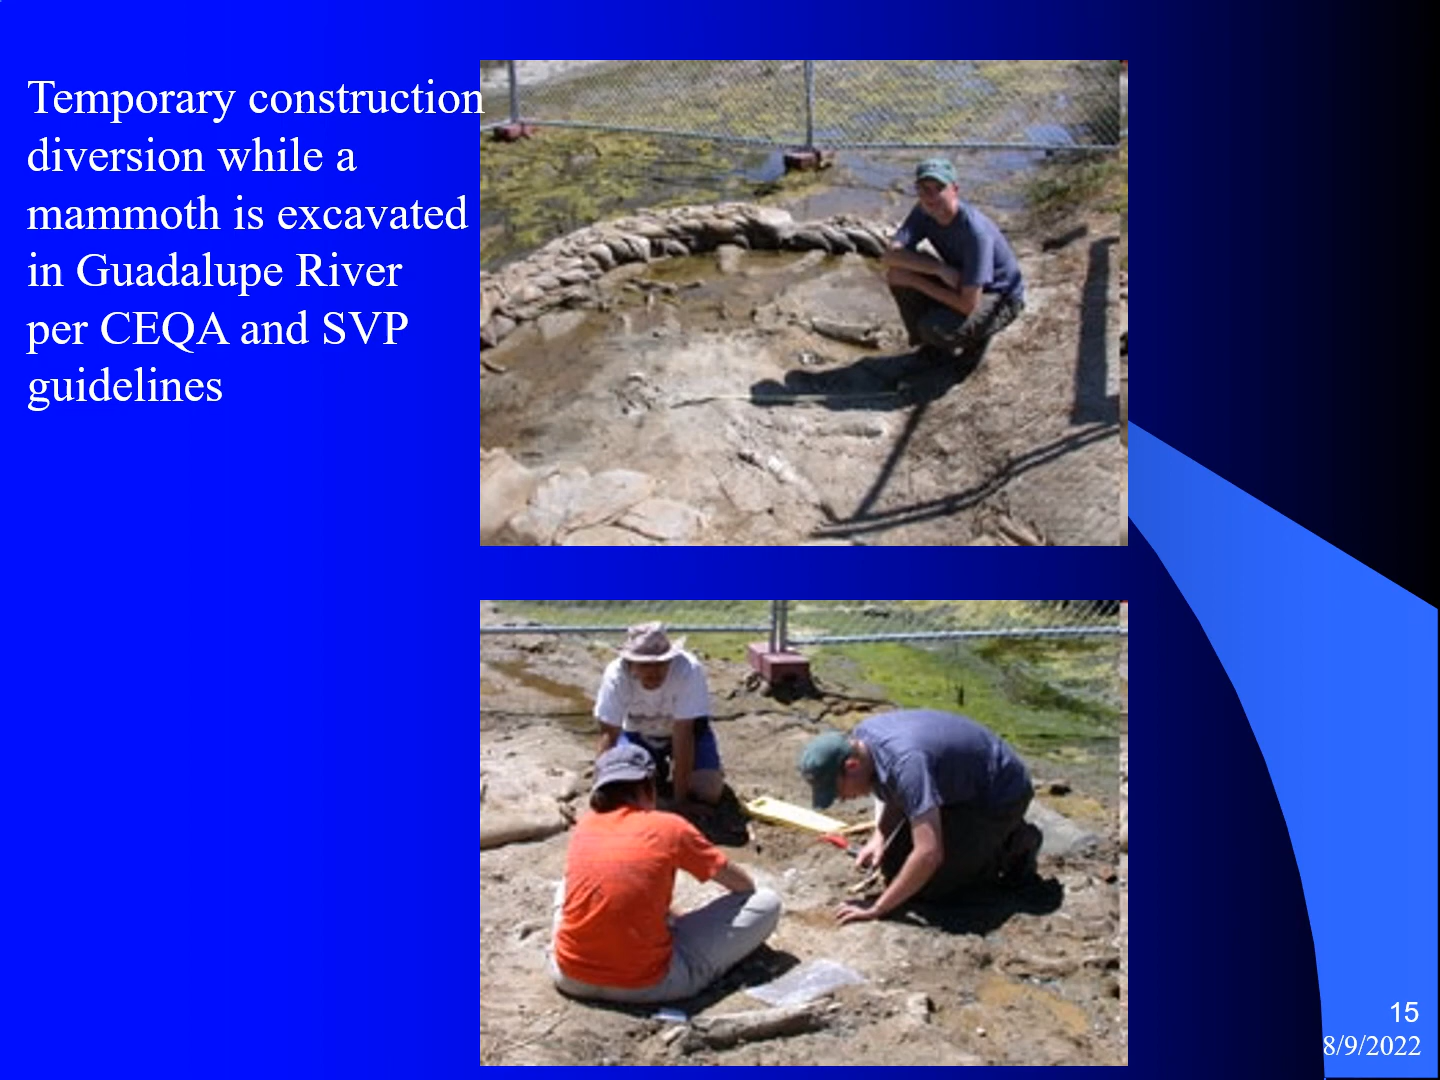 Temporary construction
diversion while a
mammoth is excavated
in Guadalupe River
per CEQA and SVP
guidelines
15
8/9/2022